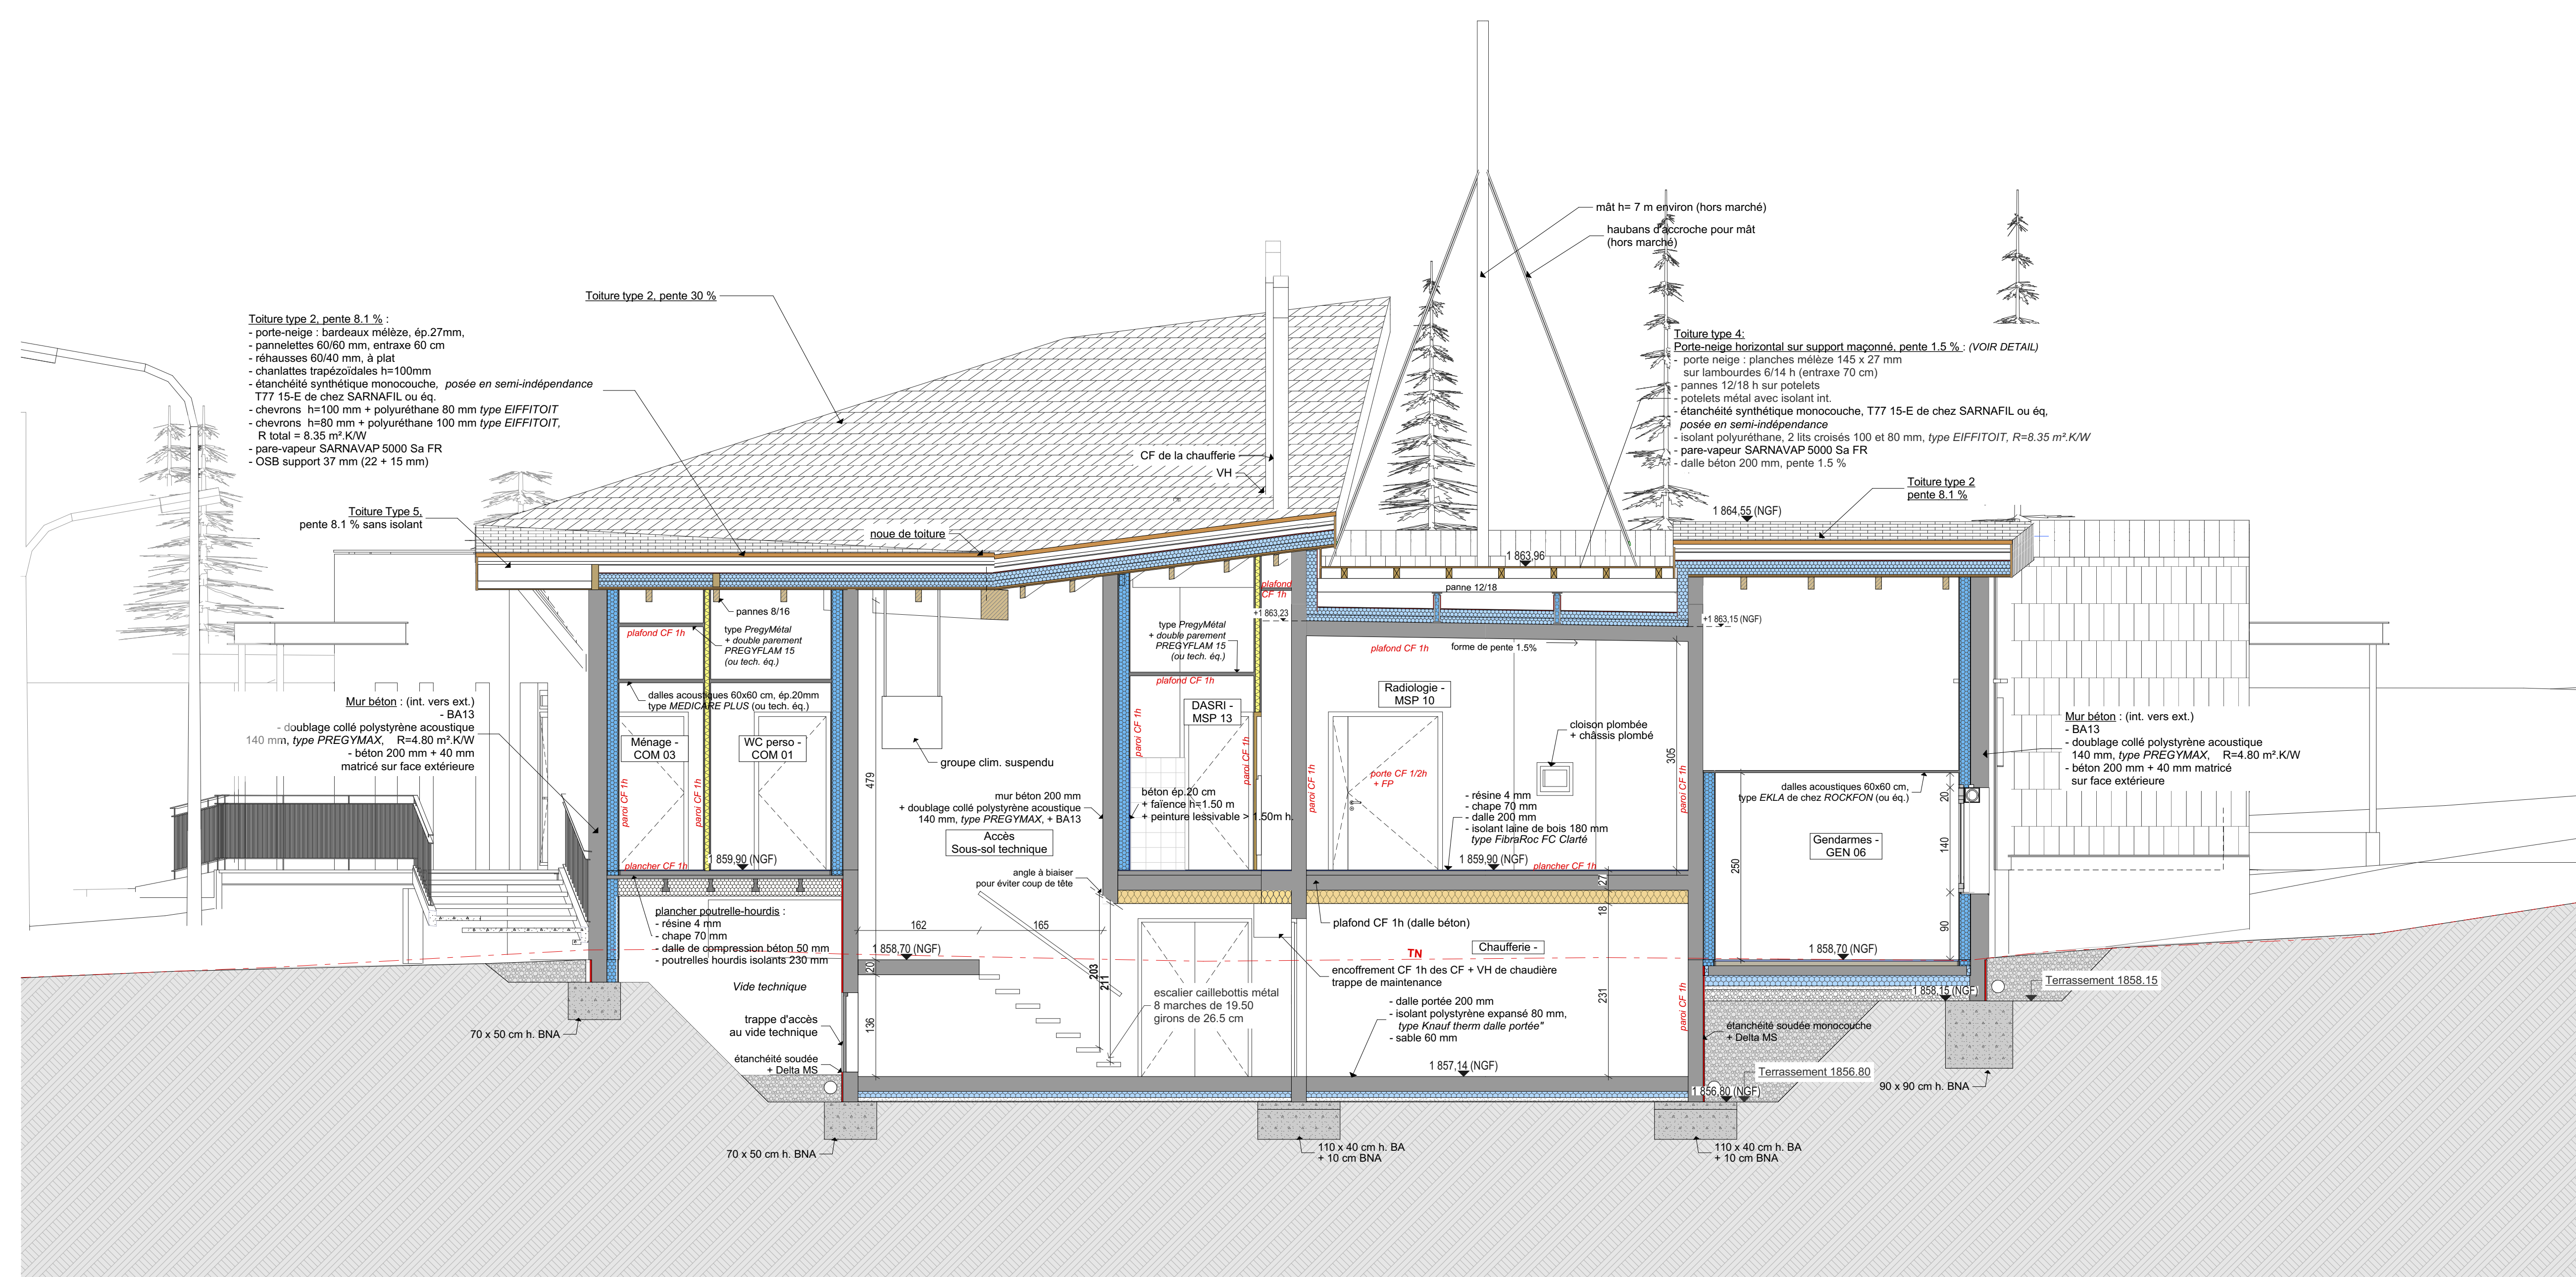 mât h= 7 m environ (hors marché)
haubans d'accroche pour mât
(hors marché)
Toiture type 2, pente 30 %
Toiture type 2, pente 8.1 % :
- porte-neige : bardeaux mélèze, ép.27mm,
- pannelettes 60/60 mm, entraxe 60 cm
- réhausses 60/40 mm, à plat
- chanlattes trapézoïdales h=100mm
- étanchéité synthétique monocouche, posée en semi-indépendance
T77 15-E de chez SARNAFIL ou éq.
- chevrons h=100 mm + polyuréthane 80 mm type EIFFITOIT
- chevrons h=80 mm + polyuréthane 100 mm type EIFFITOIT,
R total = 8.35 m².K/W
- pare-vapeur SARNAVAP 5000 Sa FR
- OSB support 37 mm (22 + 15 mm)
Toiture type 4:
Porte-neige horizontal sur support maçonné, pente 1.5 % : (VOIR DETAIL)
- porte neige : planches mélèze 145 x 27 mm
sur lambourdes 6/14 h (entraxe 70 cm)
- pannes 12/18 h sur potelets
- potelets métal avec isolant int.
- étanchéité synthétique monocouche, T77 15-E de chez SARNAFIL ou éq,
posée en semi-indépendance
- isolant polyuréthane, 2 lits croisés 100 et 80 mm, type EIFFITOIT, R=8.35 m².K/W
- pare-vapeur SARNAVAP 5000 Sa FR
- dalle béton 200 mm, pente 1.5 %
CF de la chaufferie
VH
Toiture type 2
pente 8.1 %
Toiture Type 5,
pente 8.1 % sans isolant
1 864,55 (NGF)
noue de toiture
1 863,96
panne 12/18
plafond
CF 1h
+1 863,23
+1 863,15 (NGF)
pannes 8/16
plafond CF 1h
type PregyMétal
+ double parement
PREGYFLAM 15
(ou tech. éq.)
type PregyMétal
+ double parement
PREGYFLAM 15
(ou tech. éq.)
plafond CF 1h
plafond CF 1h
forme de pente 1.5%
dalles acoustiques 60x60 cm, ép.20mm
type MEDICARE PLUS (ou tech. éq.)
Mur béton : (int. vers ext.)
- BA13
- doublage collé polystyrène acoustique
140 mm, type PREGYMAX, R=4.80 m².K/W
- béton 200 mm + 40 mm
matricé sur face extérieure
Ménage -
COM 03
WC perso -
COM 01
DASRI -
MSP 13
Radiologie -
MSP 10
cloison plombée
+ châssis plombé
Mur béton : (int. vers ext.)
- BA13
- doublage collé polystyrène acoustique
140 mm, type PREGYMAX, R=4.80 m².K/W
- béton 200 mm + 40 mm matricé
sur face extérieure
groupe clim. suspendu
paroi CF 1h
paroi CF 1h
paroi CF 1h
paroi CF 1h
paroi CF 1h
paroi CF 1h
porte CF 1/2h
+ FP
479
305
mur béton 200 mm
+ doublage collé polystyrène acoustique
140 mm, type PREGYMAX, + BA13
béton ép.20 cm
+ faïence h=1.50 m
+ peinture lessivable > 1.50m h.
- résine 4 mm
- chape 70 mm
- dalle 200 mm
- isolant laine de bois 180 mm
type FibraRoc FC Clarté
dalles acoustiques 60x60 cm,
type EKLA de chez ROCKFON (ou éq.)
20
140
90
250
Gendarmes -
GEN 06
Accès
Sous-sol technique
plancher CF 1h
1 859,90 (NGF)
1 859,90 (NGF)
plancher CF 1h
angle à biaiser
pour éviter coup de tête
27
18
plancher poutrelle-hourdis :
- résine 4 mm
- chape 70 mm
- dalle de compression béton 50 mm
- poutrelles hourdis isolants 230 mm
162
165
plafond CF 1h (dalle béton)
Chaufferie -
1 858,70 (NGF)
TN
1 858,70 (NGF)
20
203
211
encoffrement CF 1h des CF + VH de chaudière
trappe de maintenance
Vide technique
escalier caillebottis métal
8 marches de 19.50
girons de 26.5 cm
- dalle portée 200 mm
- isolant polystyrène expansé 80 mm,
type Knauf therm dalle portée"
- sable 60 mm
231
paroi CF 1h
Terrassement 1858.15
1 858,15 (NGF)
trappe d'accès
au vide technique
136
étanchéité soudée monocouche
+ Delta MS
70 x 50 cm h. BNA
étanchéité soudée
+ Delta MS
1 857,14 (NGF)
Terrassement 1856.80
1 856,80 (NGF)
90 x 90 cm h. BNA
70 x 50 cm h. BNA
110 x 40 cm h. BA
+ 10 cm BNA
110 x 40 cm h. BA
+ 10 cm BNA